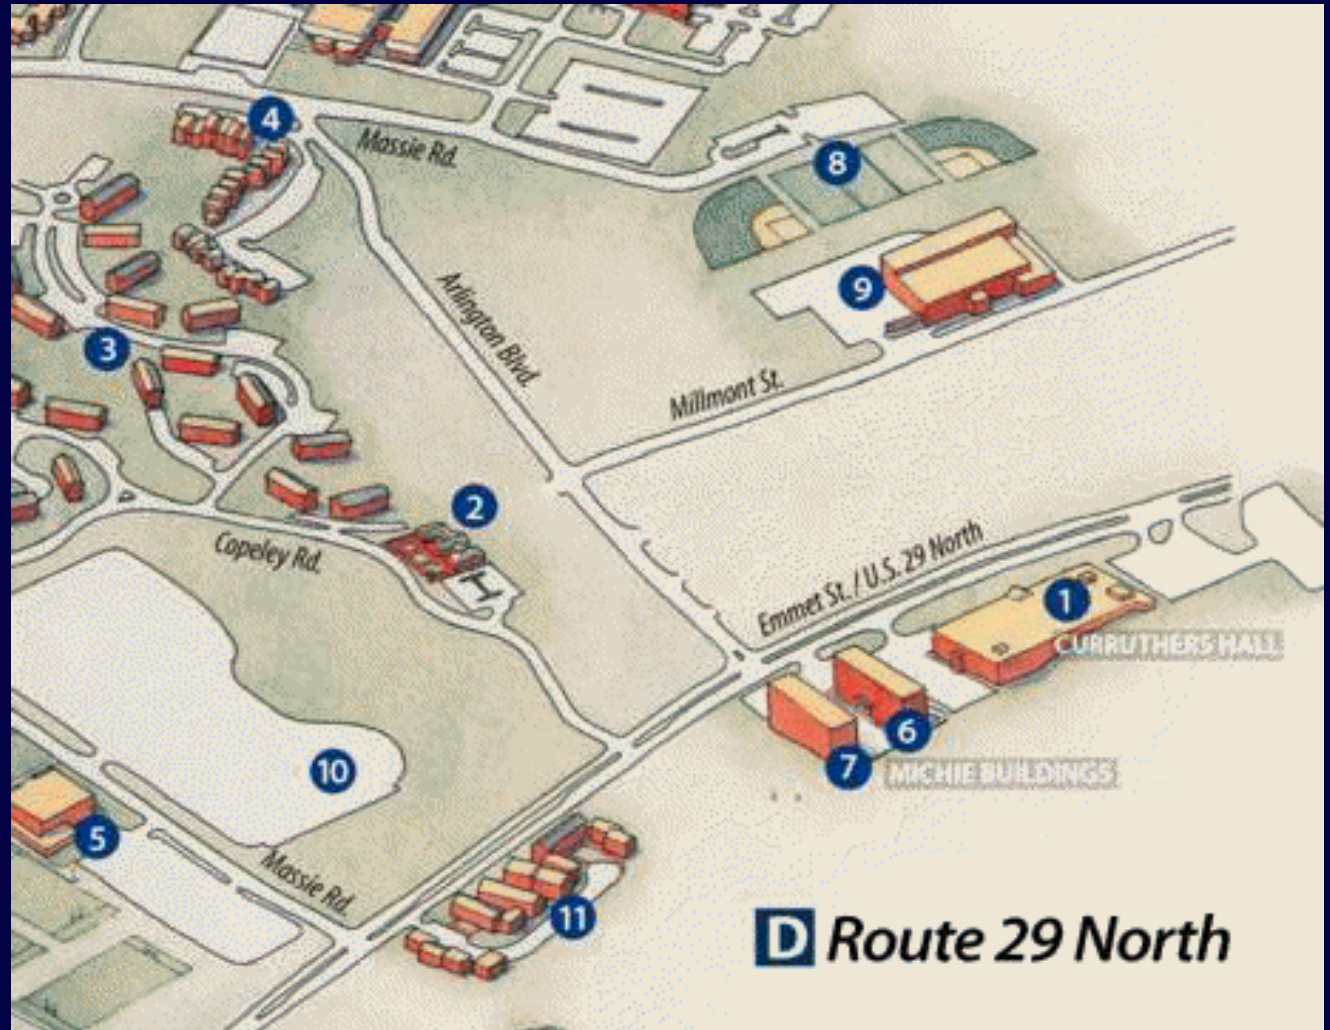 4
Massie Rd.
8
Arlington Blvd.
9
3
Millmont St.
2
Copeley Rd.
Emmet St. / U.S. 29 North
1
CURRUTHERS HALL
6
7
MICHIE BUILDINGS
10
5
Massie Rd.
11
D Route 29 North